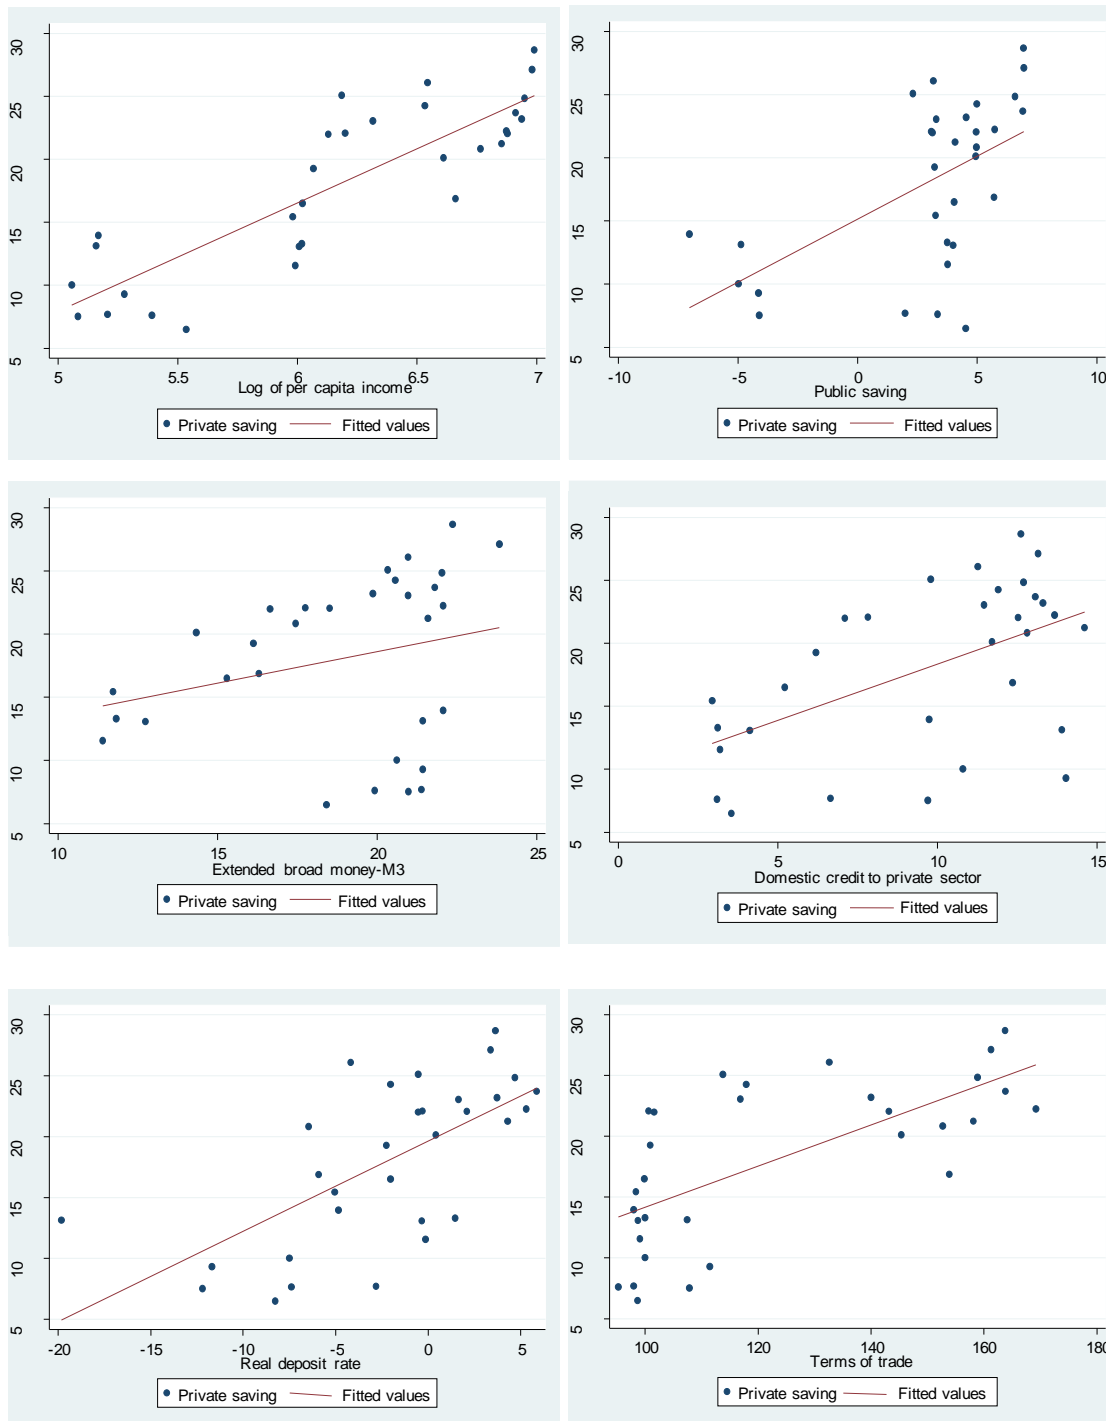 30
25
20
15
10
5
5 5.5 6 6.5 7
Log of per capita income
Private saving Fitted values
30
25
20
15
10
5
-10 -5 0 5 10
Public saving
Private saving Fitted values
30
25
20
15
10
5
10 15 20 25
Extended broad money-M3
Private saving Fitted values
30
25
20
15
10
5
0 5 10 15
Domestic credit to private sector
Private saving Fitted values
30
25
20
15
10
5
-20 -15 -10 -5 0 5
Real deposit rate
Private saving Fitted values
30
25
20
15
10
5
100 120 140 160 180
Terms of trade
Private saving Fitted values